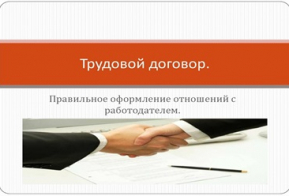 Трудовой договор.
Правильное оформление отношений с
работодателем.